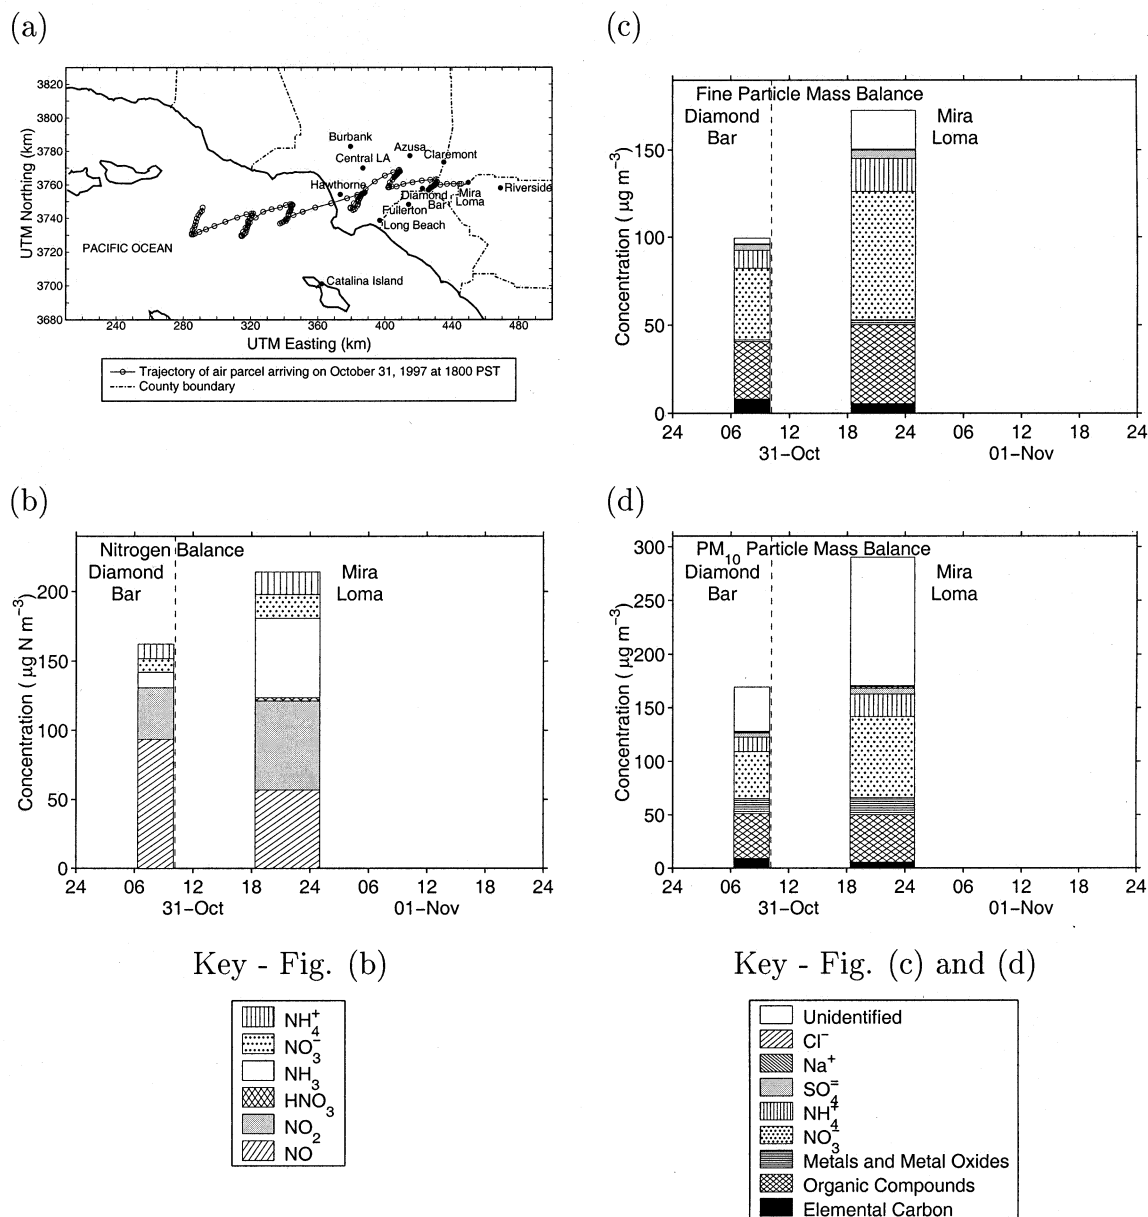 (a)
3820
3800
3780
3760
3740
3720
3700
3680
UTM Northing (km)
Burbank
Central LA
Azusa
Claremont
Hawthorne
Diamond
Bar
Mira
Loma
Riverside
Fullerton
Long Beach
PACIFIC OCEAN
Catalina Island
240 280 320 360 400 440 480
UTM Easting (km)
Trajectory of air parcel arriving on October 31, 1997 at 1800 PST
County boundary
(c)
Fine Particle Mass Balance
Diamond
Bar
Mira
Loma
150
100
50
0
Concentration ( µg m−3)
24 06 12 18 24 06 12 18 24
31−Oct 01−Nov
(b)
Nitrogen Balance
Diamond
Bar
Mira
Loma
200
150
100
50
0
Concentration ( µg N m−3)
24 06 12 18 24 06 12 18 24
31−Oct 01−Nov
(d)
PM10 Particle Mass Balance
Diamond
Bar
Mira
Loma
300
250
200
150
100
50
0
Concentration ( µg m−3)
24 06 12 18 24 06 12 18 24
31−Oct 01−Nov
Key - Fig. (b)
NH4+
NO3−
NH3
HNO3
NO2
NO
Key - Fig. (c) and (d)
Unidentified
Cl−
Na+
SO4=
NH4+
NO3−
Metals and Metal Oxides
Organic Compounds
Elemental Carbon